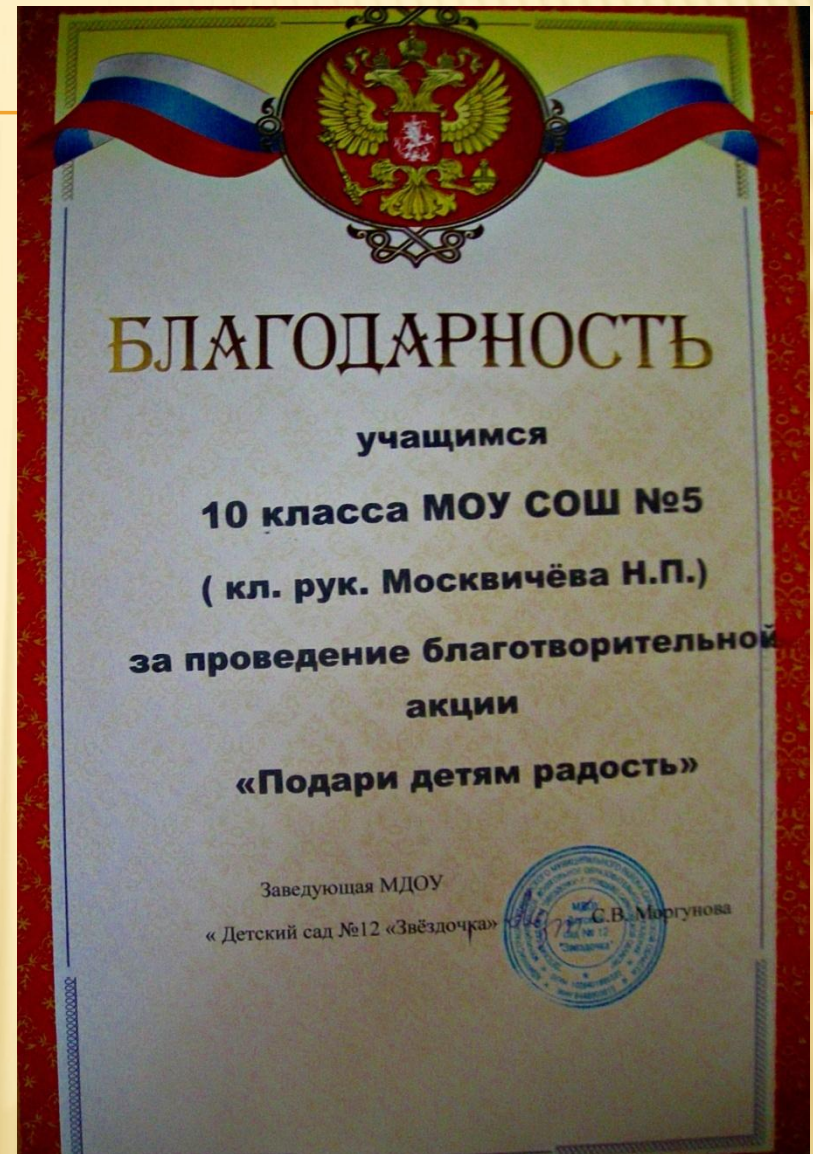 БЛАГОДАРНОСТЬ
учащимся
10 класса МОУ СОШ №5
( кл. рук. Москвичёва Н.П.)
за проведение благотворительной
акции
«Подари детям радость»
Заведующая МДОУ
« Детский сад №12 «Звёздочка» С.В. Моргунова